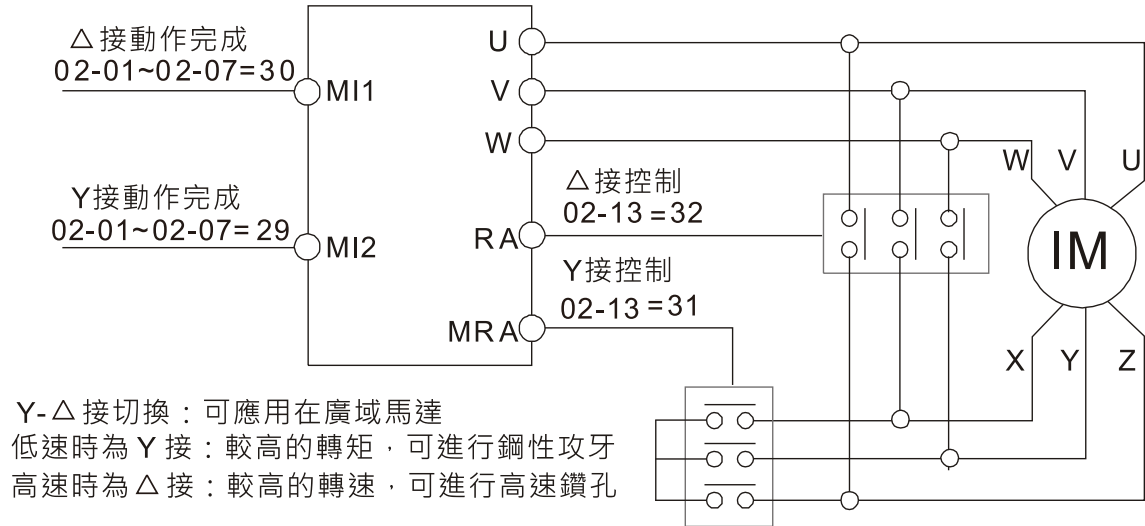 △接動作完成
02-01~02-07=30
MI1
Y接動作完成
02-01~02-07=29
MI2
U
V
W
RA
MRA
△接控制
02-13=32
Y接控制
02-13=31
W V U
IM
X Y Z
Y-△接切換：可應用在廣域馬達
低速時為Y接：較高的轉矩，可進行鋼性攻牙
高速時為△接：較高的轉速，可進行高速鑽孔